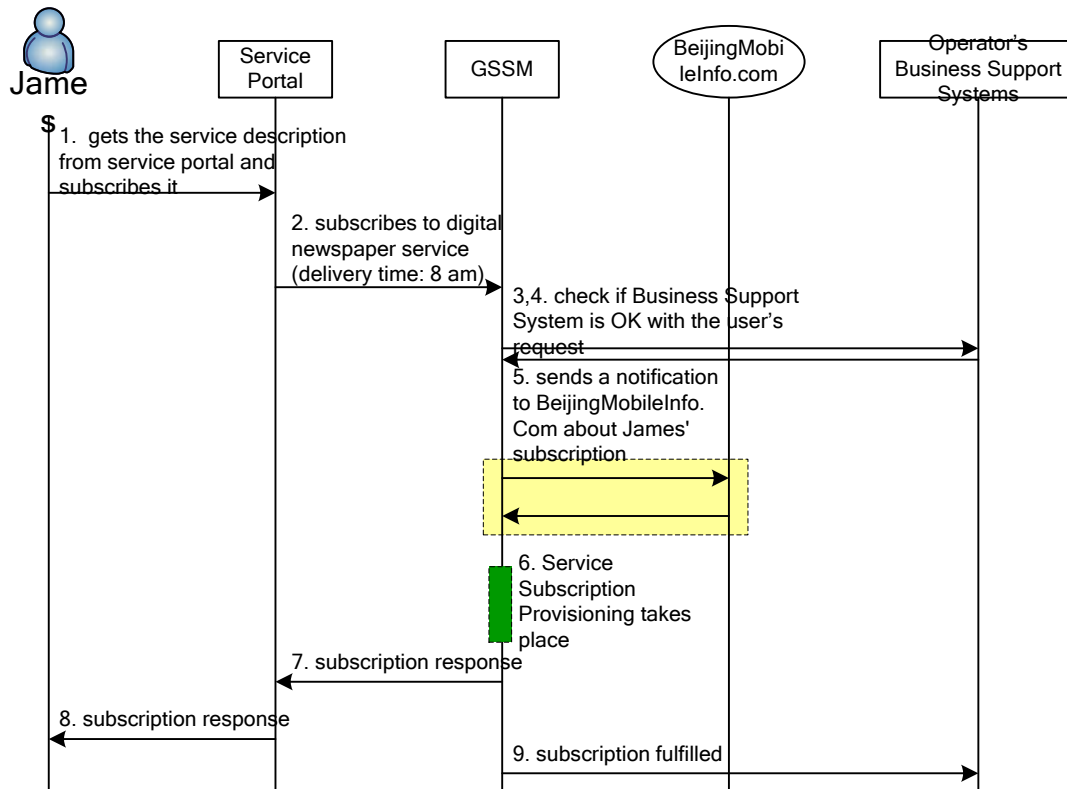 Jame
$
Service
Portal
GSSM
BeijingMobi
leInfo.com
Operator's
Business Support
Systems
1.  gets the service description
from service portal and
subscribes it
2. subscribes to digital
newspaper service
(delivery time: 8 am)
3,4. check if Business Support
System is OK with the user's
request
5. sends a notification
to BeijingMobileInfo.
Com about James'
subscription
6. Service
Subscription
Provisioning takes
place
7. subscription response
8. subscription response
9. subscription fulfilled